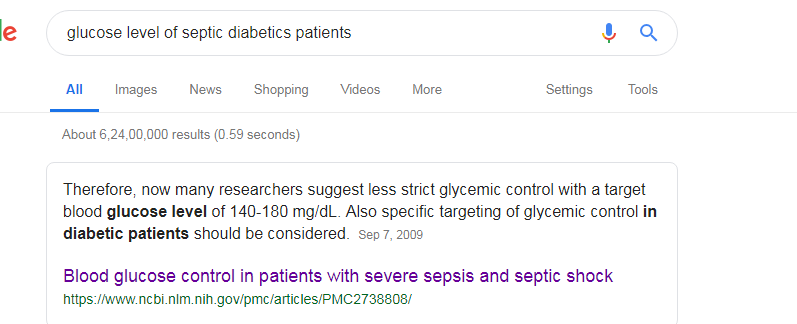 e glucose level of septic diabetics patients
All Images News Shopping Videos More Settings Tools
About 6,24,00,000 results (0.59 seconds)
Therefore, now many researchers suggest less strict glycemic control with a target
blood glucose level of 140-180 mg/dL. Also specific targeting of glycemic control in
diabetic patients should be considered. Sep 7, 2009
Blood glucose control in patients with severe sepsis and septic shock
https://www.ncbi.nlm.nih.gov/pmc/articles/PMC2738808/